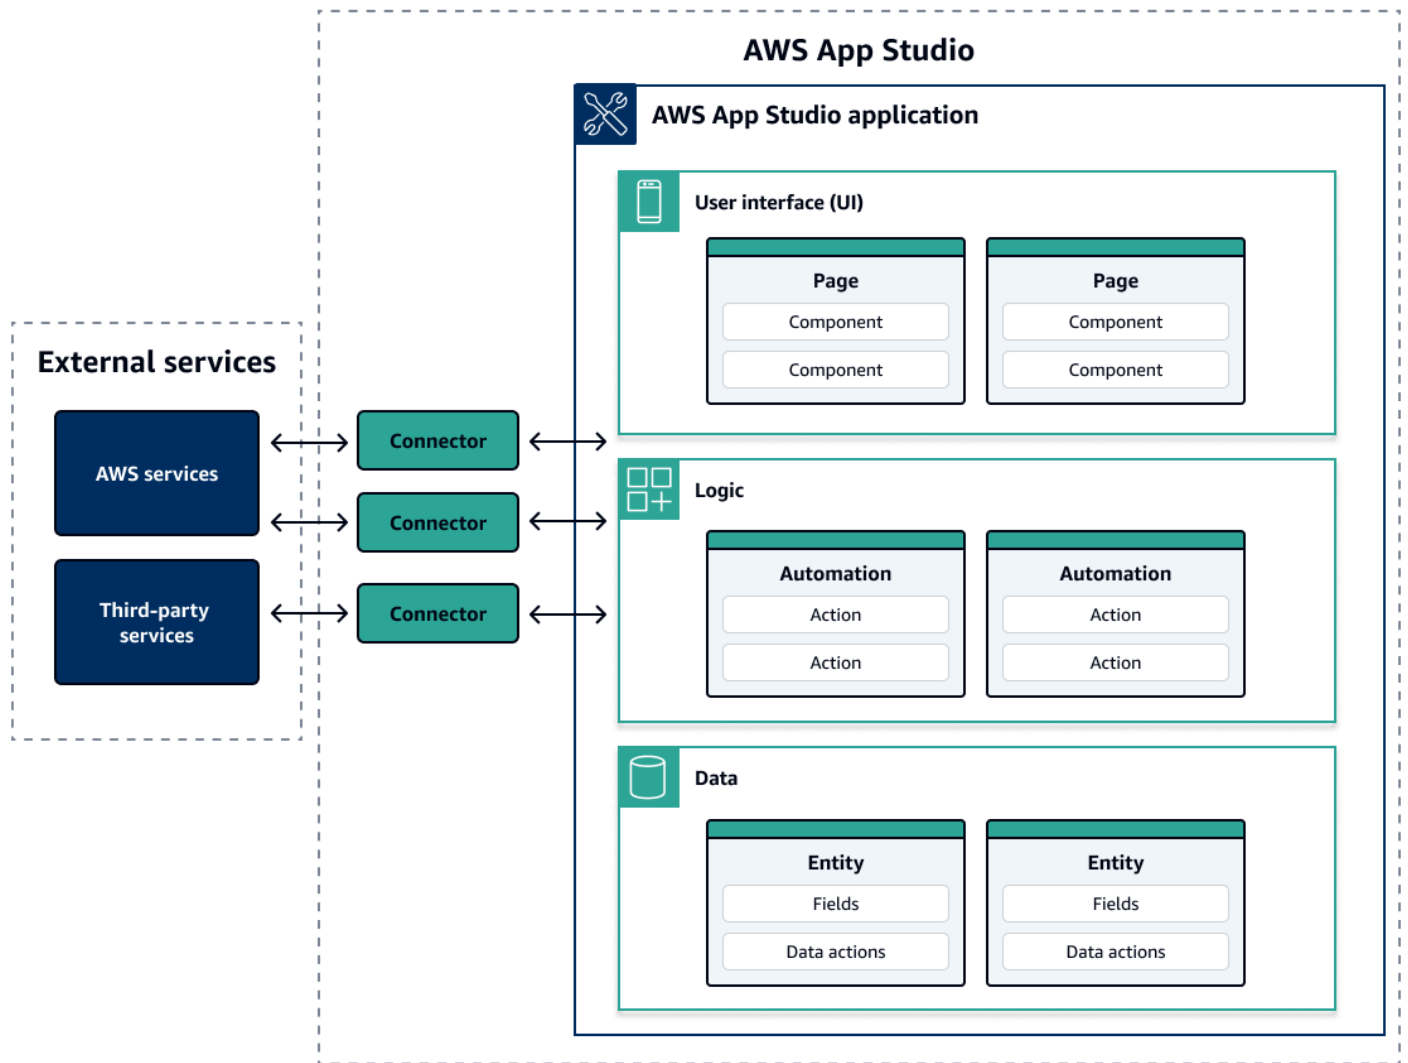 AWS App Studio
AWS App Studio application
User interface (UI)
Page
Component
Component
Page
Component
Component
External services
AWS services
Third-party
services
Connector
Connector
Connector
Logic
Automation
Action
Action
Automation
Action
Action
Data
Entity
Fields
Data actions
Entity
Fields
Data actions